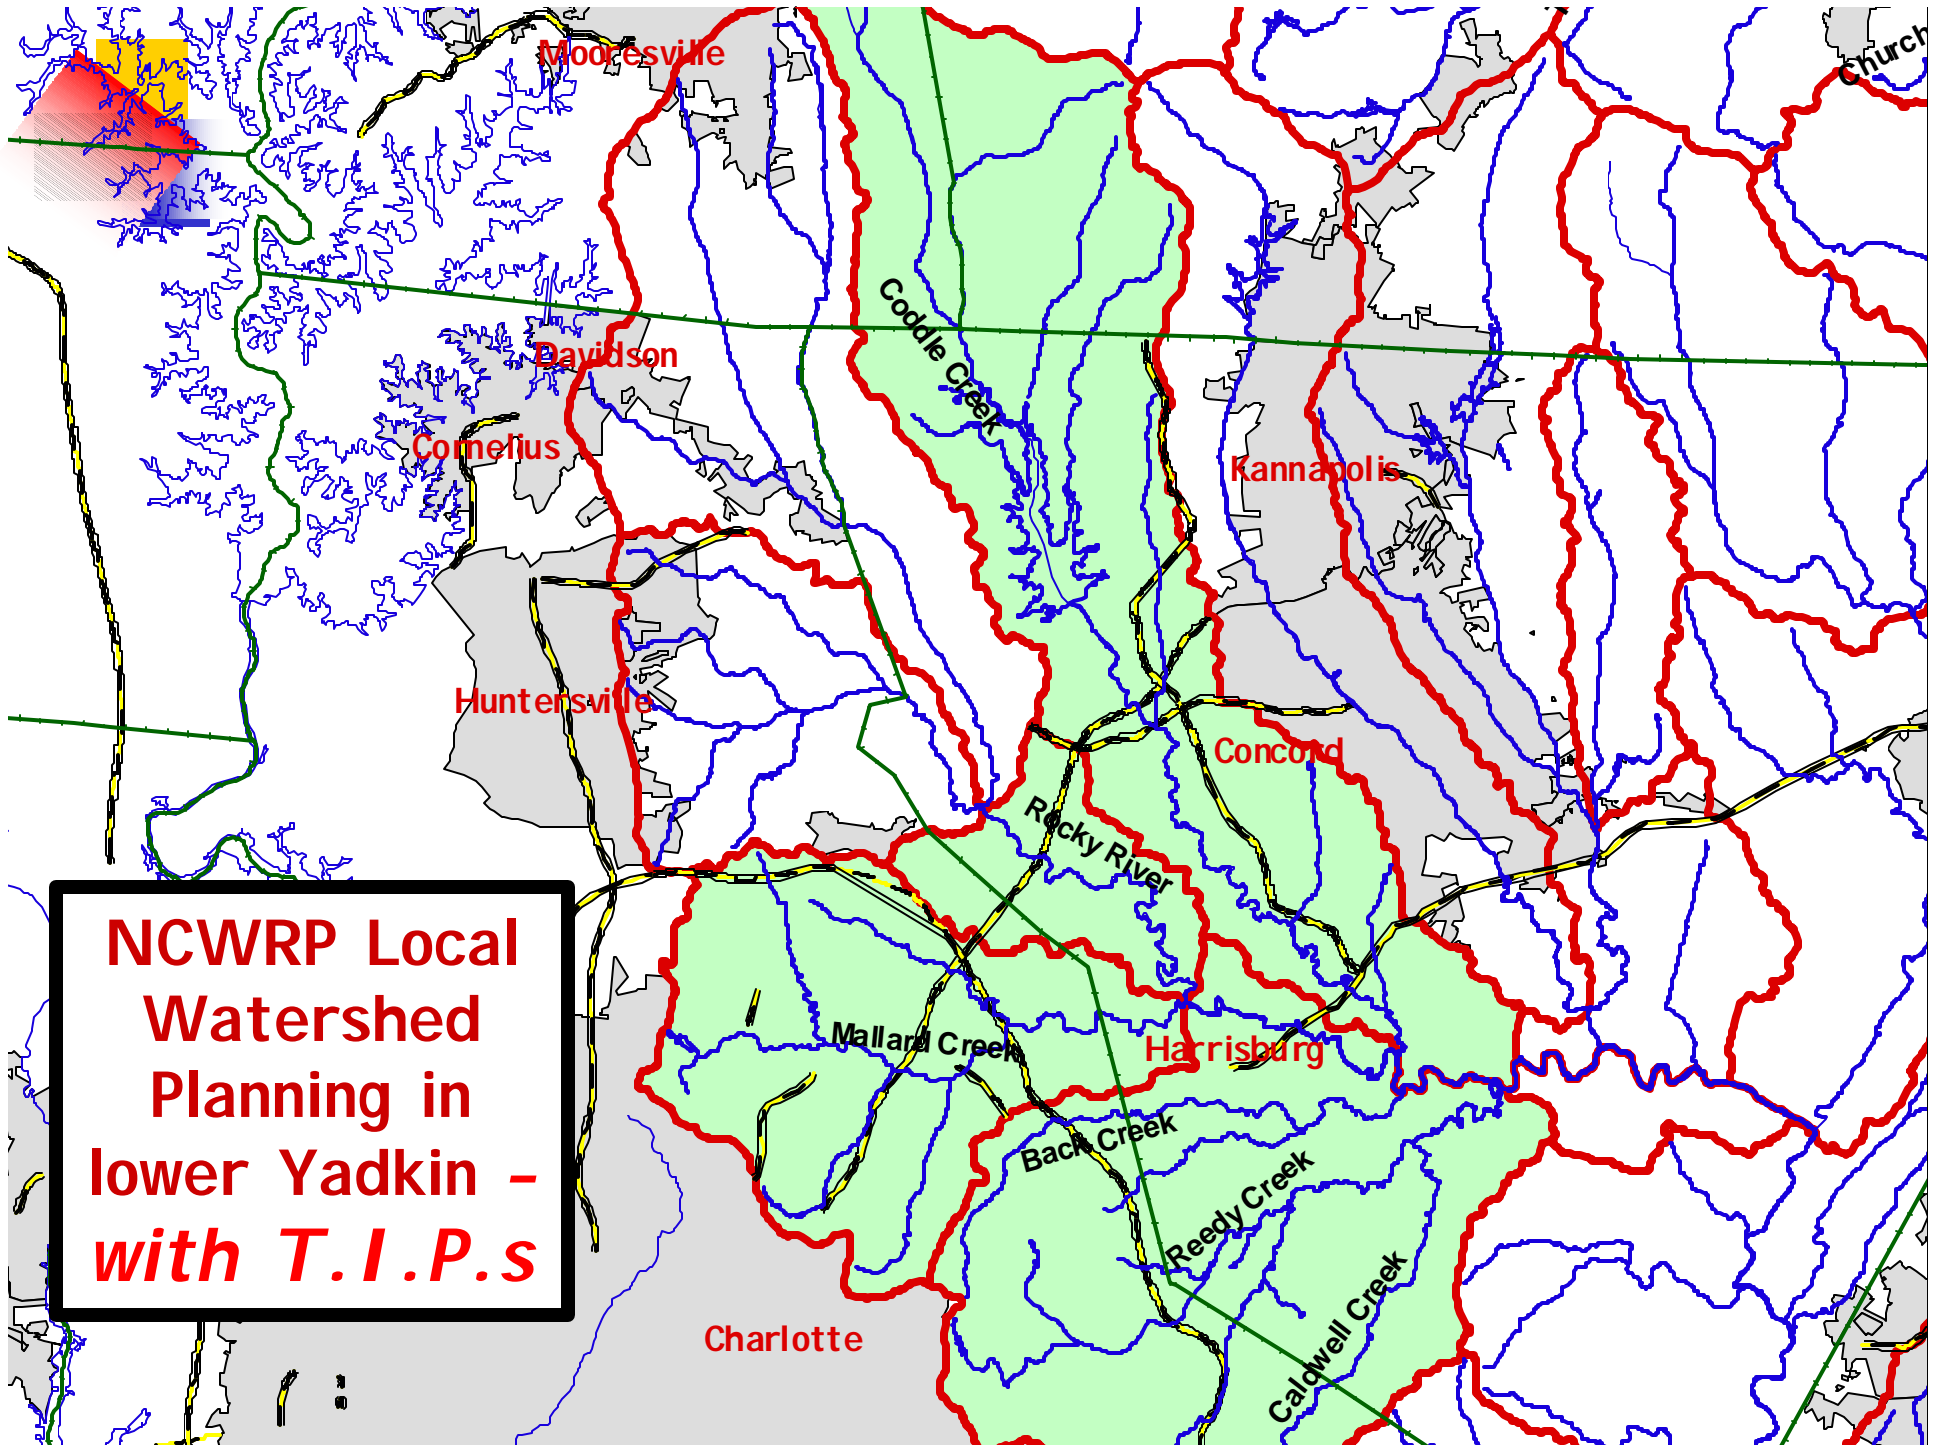 Mooresville
Church
Coddle Creek
Davidson
Cornelius
Kannapolis
Huntersville
Concord
Rocky River
NCWRP Local
Watershed
Planning in
lower Yadkin –
with T.I.P.s
Mallard Creek
Harrisburg
Back Creek
Reedy Creek
Caldwell Creek
Charlotte